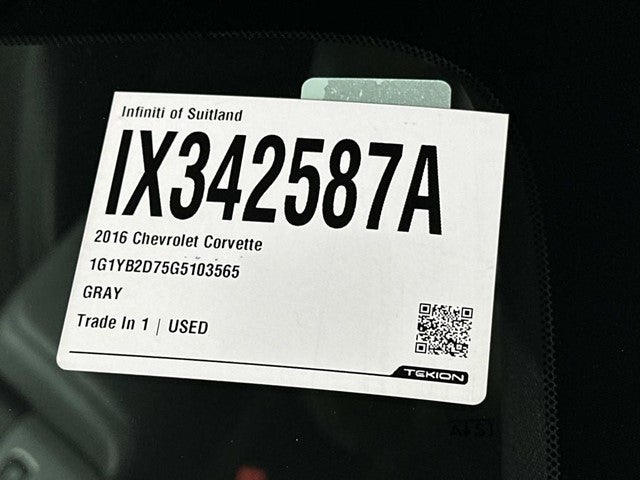 Infiniti of Suitland
IX342587A
2016 Chevrolet Corvette
1G1YB2D75G5103565
GRAY
Trade In 1 | USED
TEKION